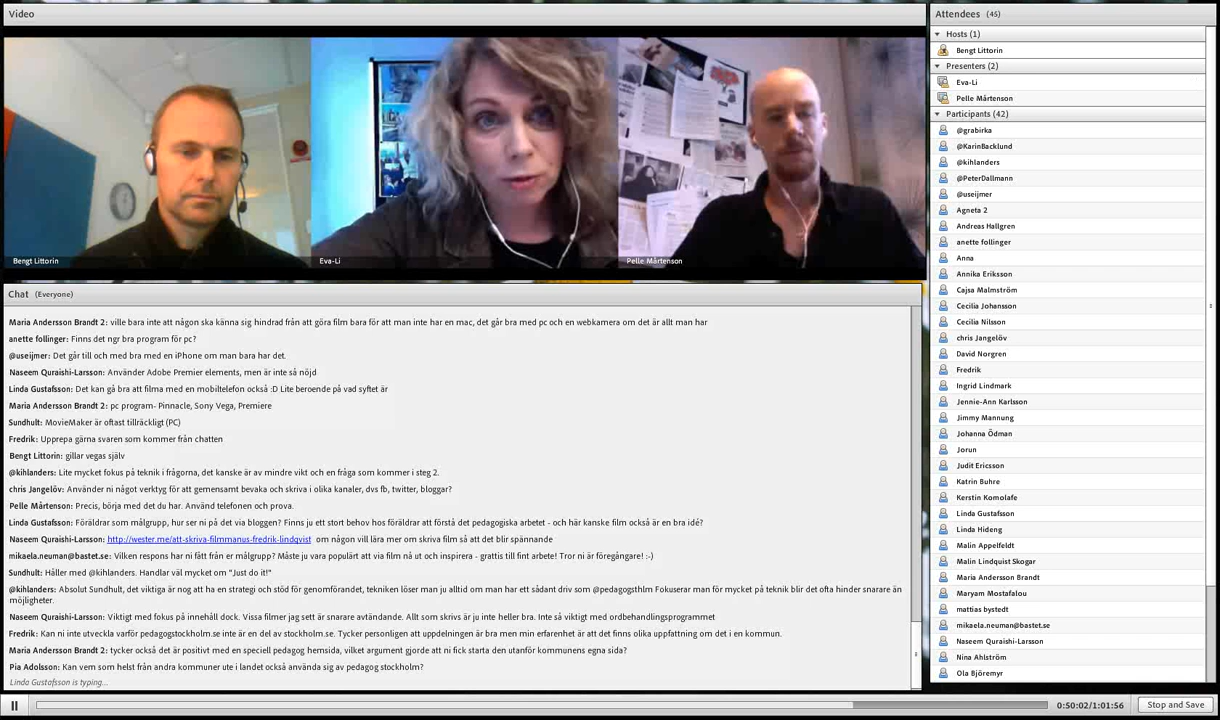 Video
Attendees (45)
Hosts (1)
Bengt Littorin
Presenters (2)
Eva-Li
Pelle Mårtenson
Participants (42)
@grabirka
@KarinBacklund
@kihlanders
@PeterDallmann
@useijmer
Agneta 2
Andreas Hallgren
anette follinger
Anna
Annika Eriksson
Cajsa Malmström
Cecilia Johansson
Cecilia Nilsson
chris Jangelöv
David Norgren
Fredrik
Ingrid Lindmark
Jennie-Ann Karlsson
Jimmy Mannung
Johanna Ödman
Jorun
Judit Ericsson
Katrin Buhre
Kerstin Komolafe
Linda Gustafsson
Linda Hideng
Malin Appelfeldt
Malin Lindquist Skogar
Maria Andersson Brandt
Maryam Mostafalou
mattias bystedt
mikaela.neuman@bastet.se
Naseem Quraishi-Larsson
Nina Ahlström
Ola Björemyr
Bengt Littorin
Eva-Li
Pelle Mårtenson
Chat (Everyone)
Maria Andersson Brandt 2: ville bara inte att någon ska känna sig hindrad från att göra film bara för att man inte har en mac, det går bra med pc och en webkamera om det är allt man har
anette follinger: Finns det ngr bra program för pc?
@useijmer: Det går till och med bra med en iPhone om man bara har det.
Naseem Quraishi-Larsson: Använder Adobe Premier elements, men är inte så nöjd
Linda Gustafsson: Det kan gå bra att filma med en mobiltelefon också :D Lite beroende på vad syftet är
Maria Andersson Brandt 2: pc program- Pinnacle, Sony Vega, Premiere
Sundhult: MovieMaker är oftast tillräckligt (PC)
Fredrik: Upprepa gärna svaren som kommer från chatten
Bengt Littorin: gillar vegas själv
@kihlanders: Lite mycket fokus på teknik i frågorna, det kanske är av mindre vikt och en fråga som kommer i steg 2.
chris Jangelöv: Använder ni något verktyg för att gemensamt bevaka och skriva i olika kanaler, dvs fb, twitter, bloggar?
Pelle Mårtenson: Precis, börja med det du har. Använd telefonen och prova.
Linda Gustafsson: Föräldrar som målgrupp, hur ser ni på det via bloggen? Finns ju ett stort behov hos föräldrar att förstå det pedagogiska arbetet - och här kanske film också är en bra idé?
Naseem Quraishi-Larsson: http://wester.me/att-skriva-filmmanus-fredrik-lindqvist om någon vill lära mer om skriva film så att det blir spännande
mikaela.neuman@bastet.se: Vilken respons har ni fått från er målgrupp? Måste ju vara populärt att via film nå ut och inspirera - grattis till fint arbete! Tror ni är föregångare! :-)
Sundhult: Håller med @kihlanders. Handlar väl mycket om "Just do it!"
@kihlanders: Absolut Sundhult, det viktiga är nog att ha en strategi och stöd för genomförandet, tekniken löser man ju alltid om man har ett sådant driv som @pedagogsthlm Fokuserar man för mycket på teknik blir det ofta hinder snarare än
möjligheter.
Naseem Quraishi-Larsson: Viktigt med fokus på innehåll dock. Vissa filmer jag sett är snarare avtändande. Allt som skrivs är ju inte heller bra. Inte så viktigt med ordbehandlingsprogrammet
Fredrik: Kan ni inte utveckla varför pedagogstockholm.se inte är en del av stockholm.se. Tycker personligen att uppdelningen är bra men min erfarenhet är att det finns olika uppfattning om det i en kommun.
Maria Andersson Brandt 2: tycker också det är positivt med en speciell pedagog hemsida, vilket argument gjorde att ni fick starta den utanför kommunens egna sida?
Pia Adolsson: Kan vem som helst från andra kommuner ute i landet också använda sig av pedagog stockholm?
Linda Gustafsson is typing...
0:50:02/1:01:56
Stop and Save